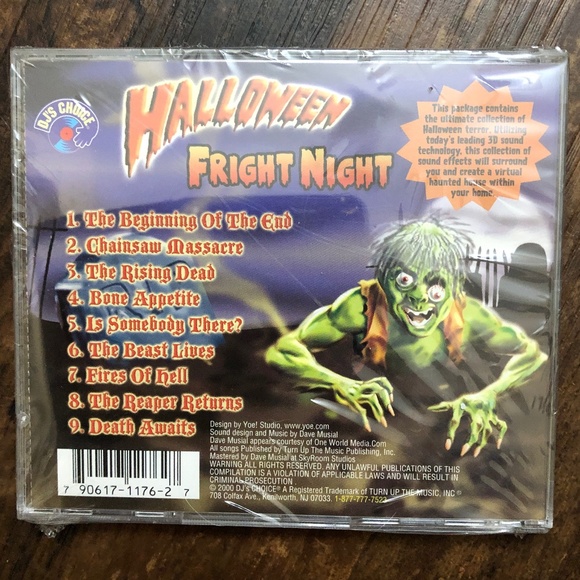 DJ'S CHOICE
HALLOWEEN
FRIGHT NIGHT
This package contains
the ultimate collection of
Halloween terror. Utilizing
today's leading 3D sound
technology, this collection of
sound effects will surround
you and create a virtual
haunted house within
your home.
1. The Beginning Of The End
2. Chainsaw Massacre
3. The Rising Dead
4. Bone Appetite
5. Is Somebody There?
6. The Beast Lives
7. Fires Of Hell
8. The Reaper Returns
9. Death Awaits
Design by Yoe! Studio, www.yoe.com
Sound design and Music by Dave Musial
Dave Musial appears courtesy of One World Media.Com
All songs Published by Turn Up The Music Publishing, Inc.
Mastered by Dave Musial at SkyRoom Studios
WARNING ALL RIGHTS RESERVED. ANY UNLAWFUL PUBLICATIONS OF THIS
COMPILATION IS A VIOLATION OF APPLICABLE LAWS AND WILL RESULT IN
CRIMINAL PROSECUTION
© 2000 DJ's CHOICE® A Registered Trademark of TURN UP THE MUSIC, INC®
708 Colfax Ave., Kenilworth, NJ 07033. 1-877-777-7522
7 90617-1176-2 7